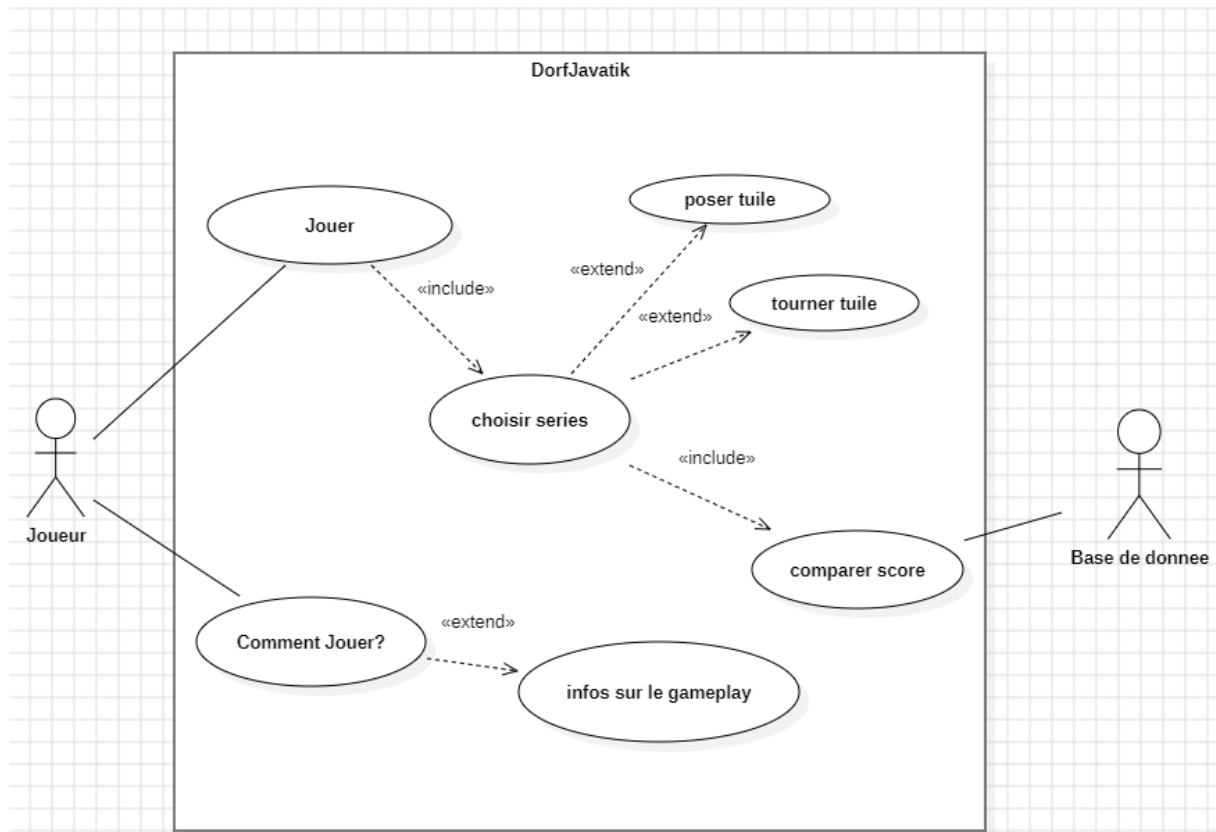 DorfJavatik
poser tuile
Jouer
«extend»
«include»
tourner tuile
«extend»
choisir series
«include»
Joueur
Base de donnee
comparer score
«extend»
Comment Jouer?
infos sur le gameplay